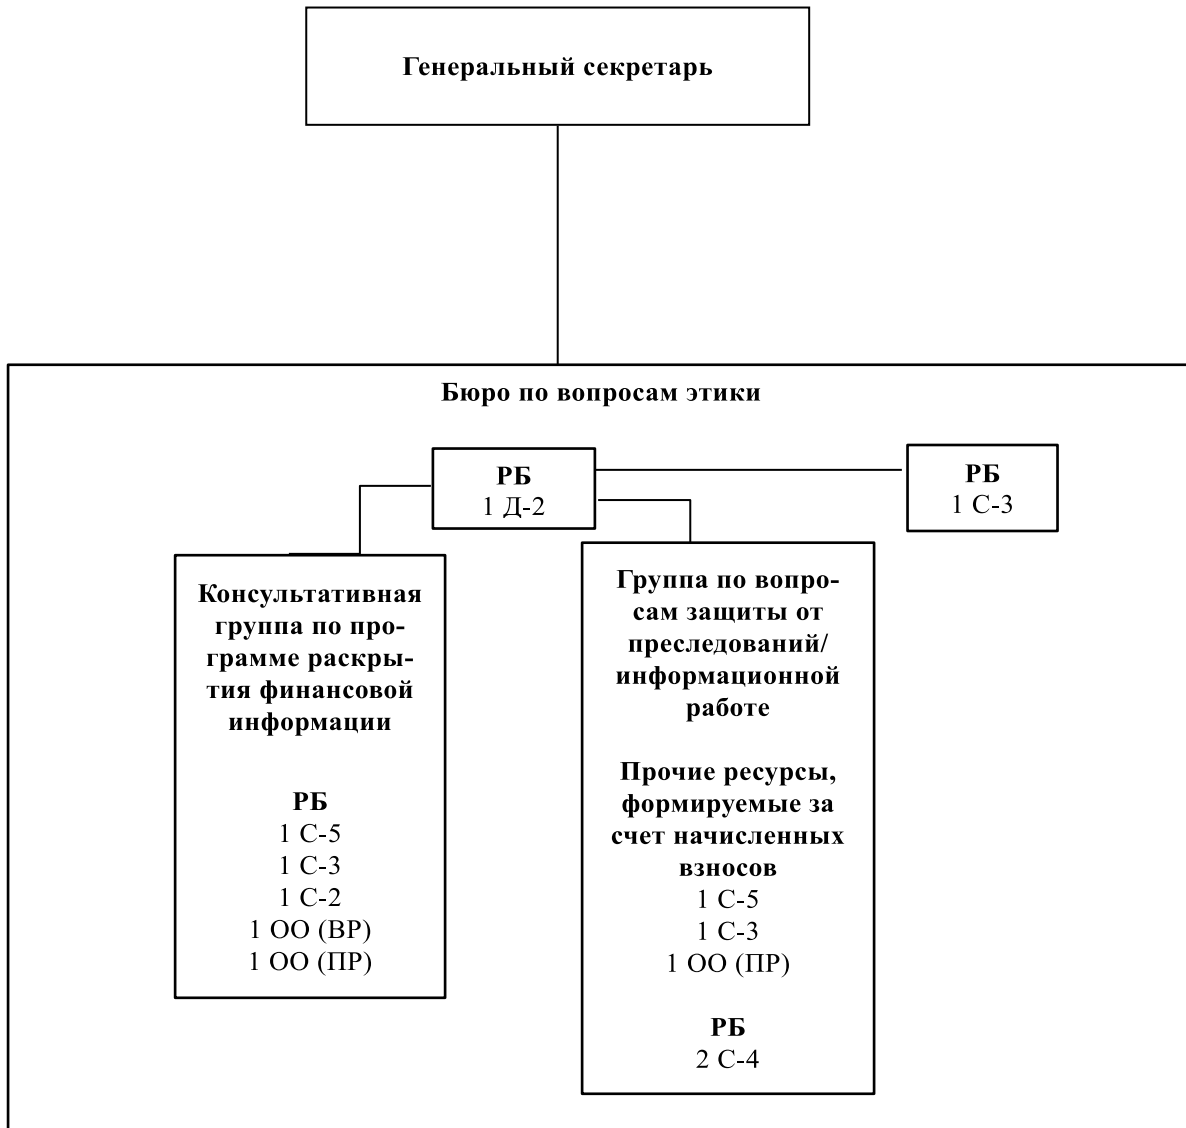 Генеральный секретарь
Бюро по вопросам этики
РБ
1 Д-2
РБ
1 С-3
Консультативная
группа по про-
грамме раскры-
тия финансовой
информации
РБ
1 С-5
1 С-3
1 С-2
1 ОО (ВР)
1 ОО (ПР)
Группа по вопро-
сам защиты от
преследований/
информационной
работе
Прочие ресурсы,
формируемые за
счет начисленных
взносов
1 С-5
1 С-3
1 ОО (ПР)
РБ
2 С-4